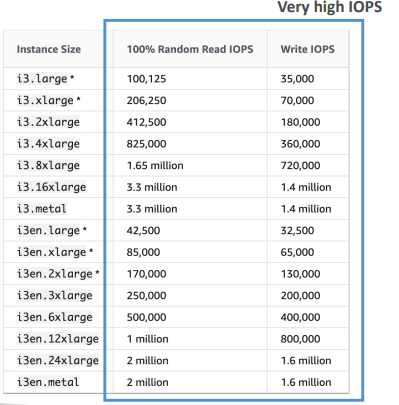 Very high IOPS
Instance Size 100% Random Read IOPS Write IOPS
i3.large * 100,125 35,000
i3.xlarge * 206,250 70,000
i3.2xlarge 412,500 180,000
i3.4xlarge 825,000 360,000
i3.8xlarge 1.65 million 720,000
i3.16xlarge 3.3 million 1.4 million
i3.metal 3.3 million 1.4 million
i3en.large * 42,500 32,500
i3en.xlarge * 85,000 65,000
i3en.2xlarge * 170,000 130,000
i3en.3xlarge 250,000 200,000
i3en.6xlarge 500,000 400,000
i3en.12xlarge 1 million 800,000
i3en.24xlarge 2 million 1.6 million
i3en.metal 2 million 1.6 million